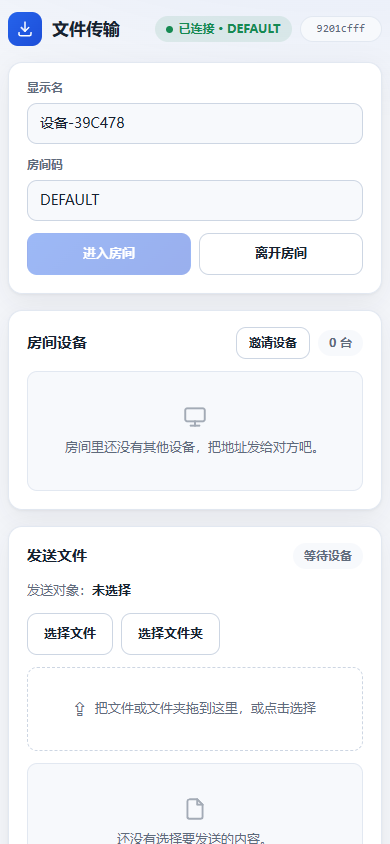 文件传输
已连接 · DEFAULT
9201cfff
显示名
设备-39C478
房间码
DEFAULT
进入房间
离开房间
房间设备
邀请设备
0 台
房间里还没有其他设备，把地址发给对方吧。
发送文件
等待设备
发送对象：未选择
选择文件
选择文件夹
⇪ 把文件或文件夹拖到这里，或点击选择
还没有选择要发送的内容。